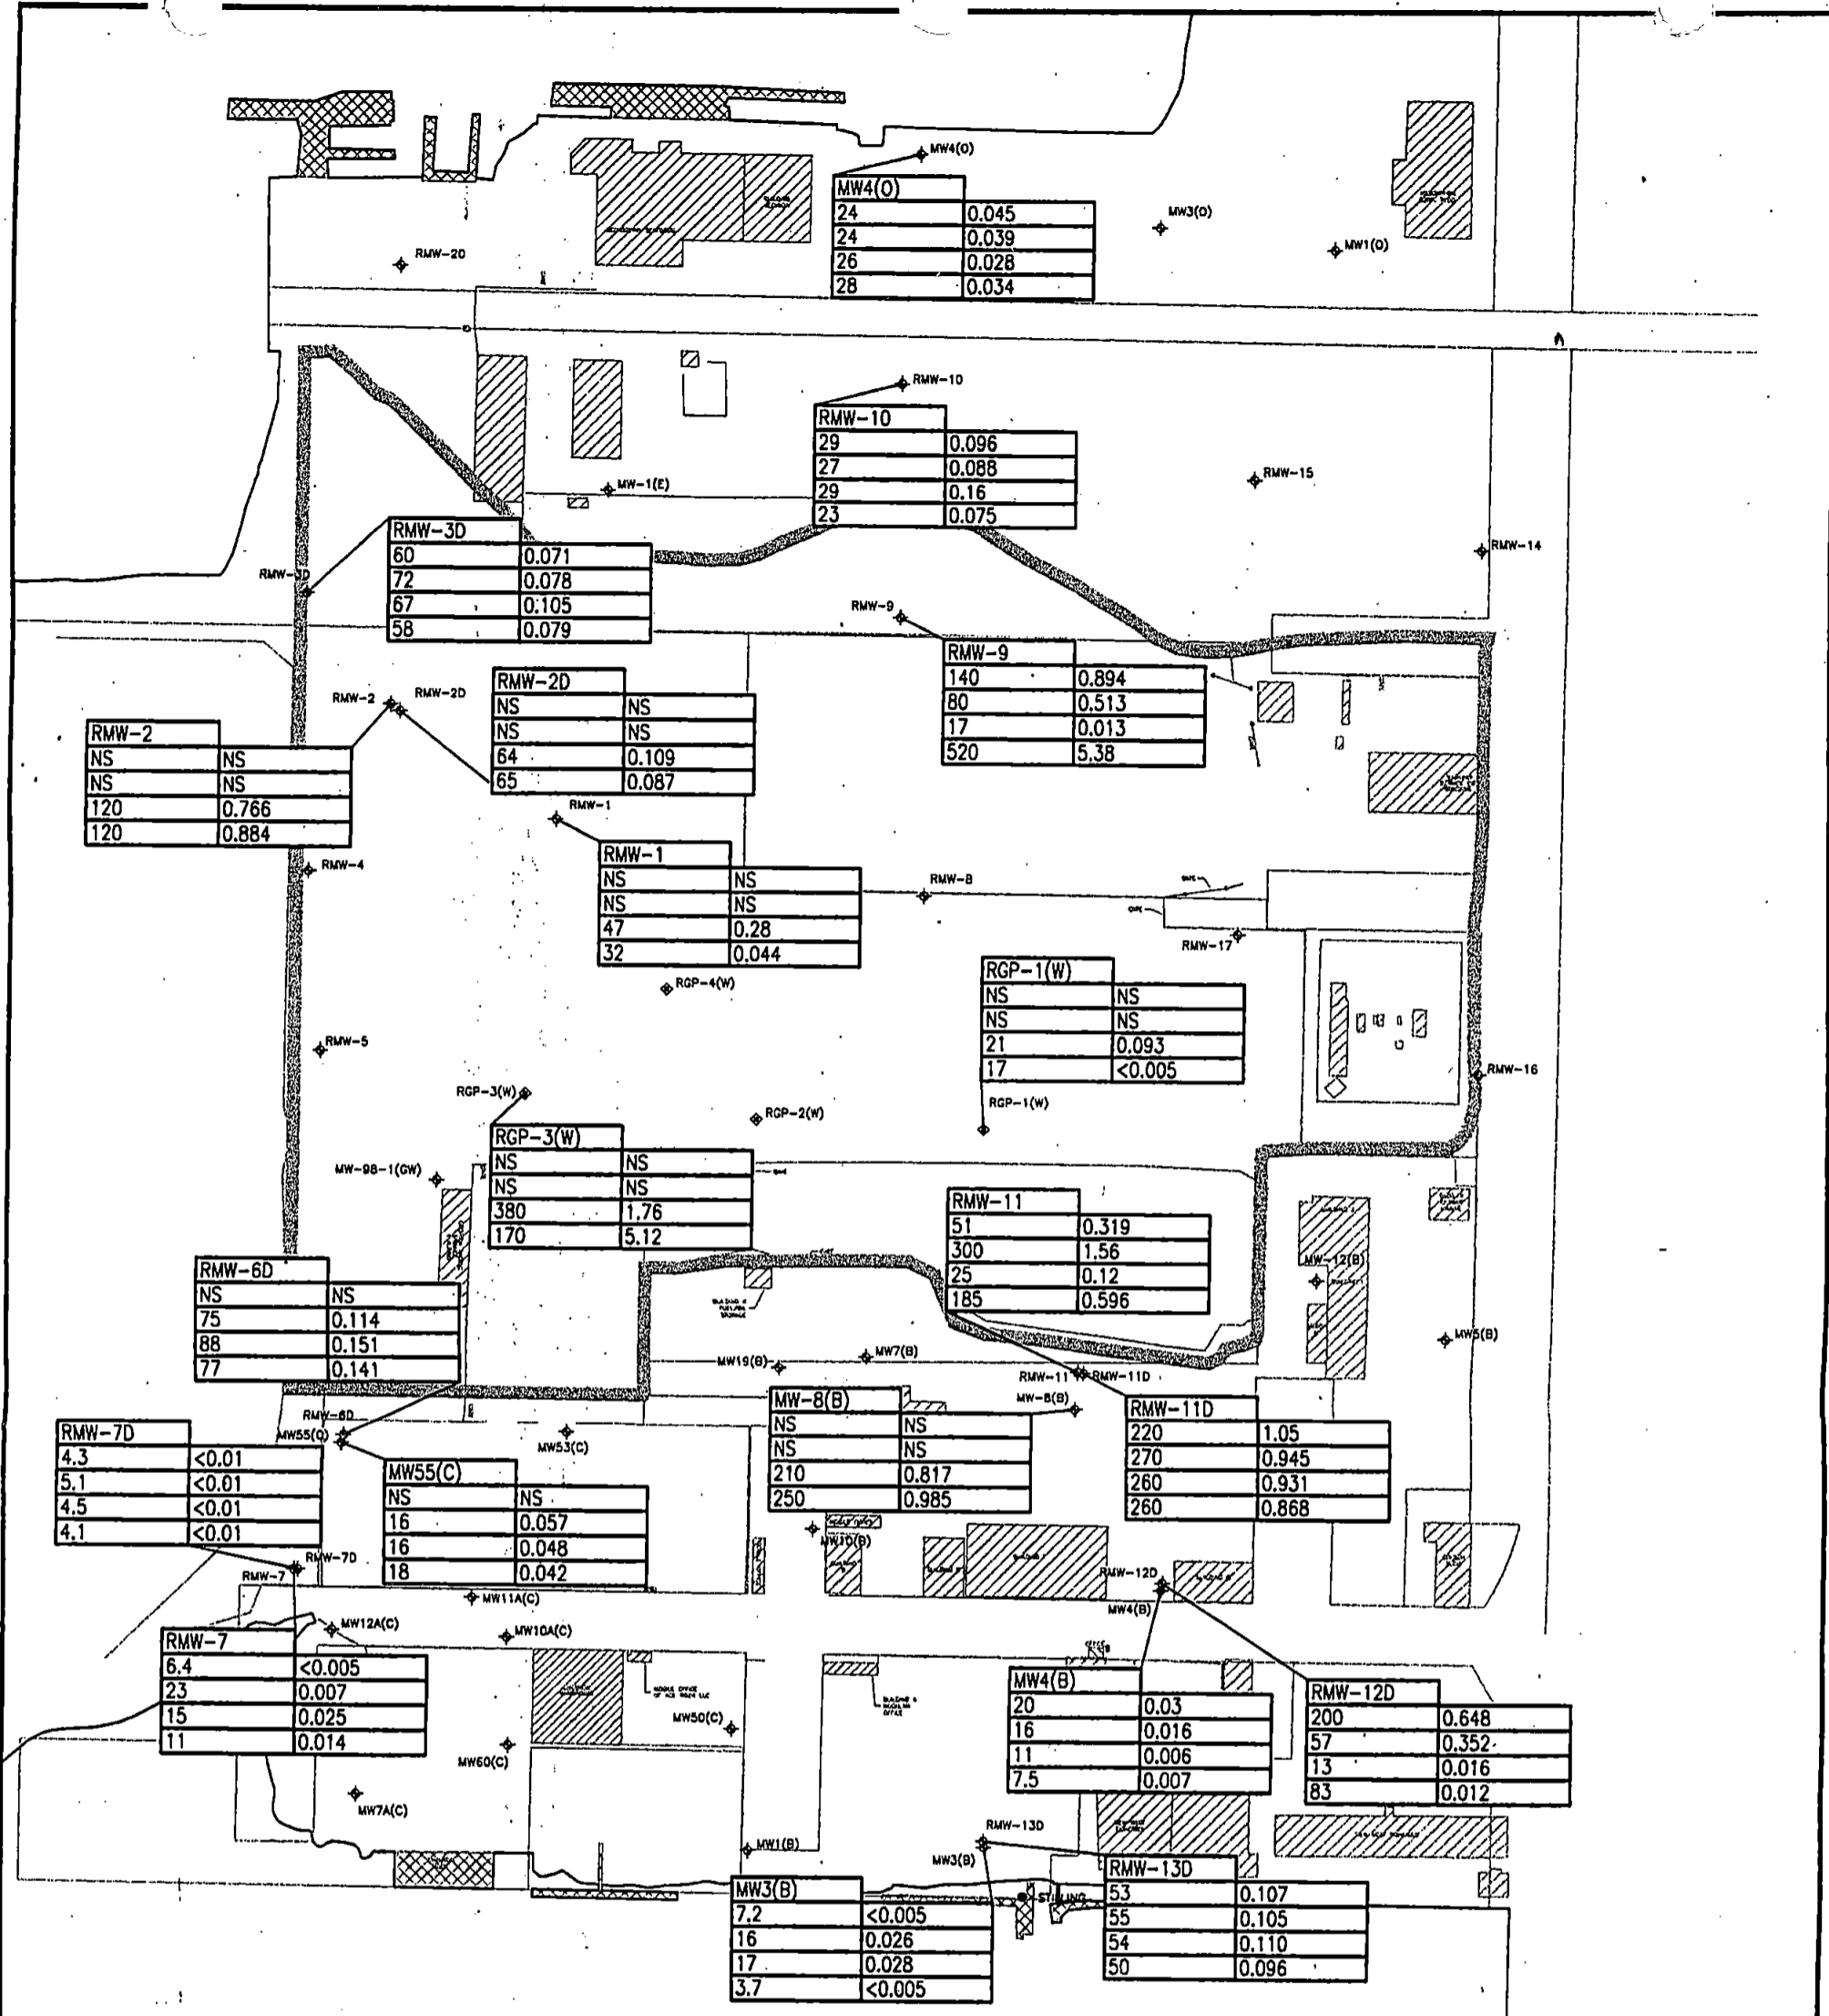 MW4(O)
MW4(O)
24 0.045
24 0.039
26 0.028
28 0.034
MW3(O)
MW1(O)
RMW-20
RMW-10
RMW-10
29 0.096
27 0.088
29 0.16
23 0.075
RMW-15
MW-1(E)
RMW-14
RMW-3D
60 0.071
72 0.078
67 0.105
58 0.079
RMW-3D
RMW-9
RMW-9
140 0.894
80 0.513
17 0.013
520 5.38
RMW-2
RMW-2D
RMW-2D
NS NS
NS NS
64 0.109
65 0.087
RMW-2
NS NS
NS NS
120 0.766
120 0.884
RMW-1
RMW-1
NS NS
NS NS
47 0.28
32 0.044
RMW-4
RMW-8
RMW-17
RGP-4(W)
RGP-1(W)
NS NS
NS NS
21 0.093
17 <0.005
RGP-1(W)
RMW-5
RMW-16
RGP-3(W)
RGP-2(W)
RGP-3(W)
NS NS
NS NS
380 1.76
170 5.12
MW-98-1(GW)
RMW-11
51 0.319
300 1.56
25 0.12
185 0.596
MW-12(B)
MW5(B)
RMW-6D
NS NS
75 0.114
88 0.151
77 0.141
MW19(B)
MW7(B)
RMW-11
RMW-11D
MW-8(B)
MW-8(B)
NS NS
NS NS
210 0.817
250 0.985
RMW-11D
220 1.05
270 0.945
260 0.931
260 0.868
RMW-6D
MW55(C)
MW53(C)
RMW-7D
4.3 <0.01
5.1 <0.01
4.5 <0.01
4.1 <0.01
MW55(C)
NS NS
16 0.057
16 0.048
18 0.042
MW10(B)
RMW-7D
RMW-7
RMW-12D
MW4(B)
MW11A(C)
MW12A(C)
MW10A(C)
RMW-7
6.4 <0.005
23 0.007
15 0.025
11 0.014
MW50(C)
MW60(C)
MW7A(C)
MW4(B)
20 0.03
16 0.016
11 0.006
7.5 0.007
RMW-12D
200 0.648
57 0.352
13 0.016
83 0.012
MW1(B)
RMW-13D
MW3(B)
MW3(B)
7.2 <0.005
16 0.026
17 0.028
3.7 <0.005
RMW-13D
53 0.107
55 0.105
54 0.110
50 0.096